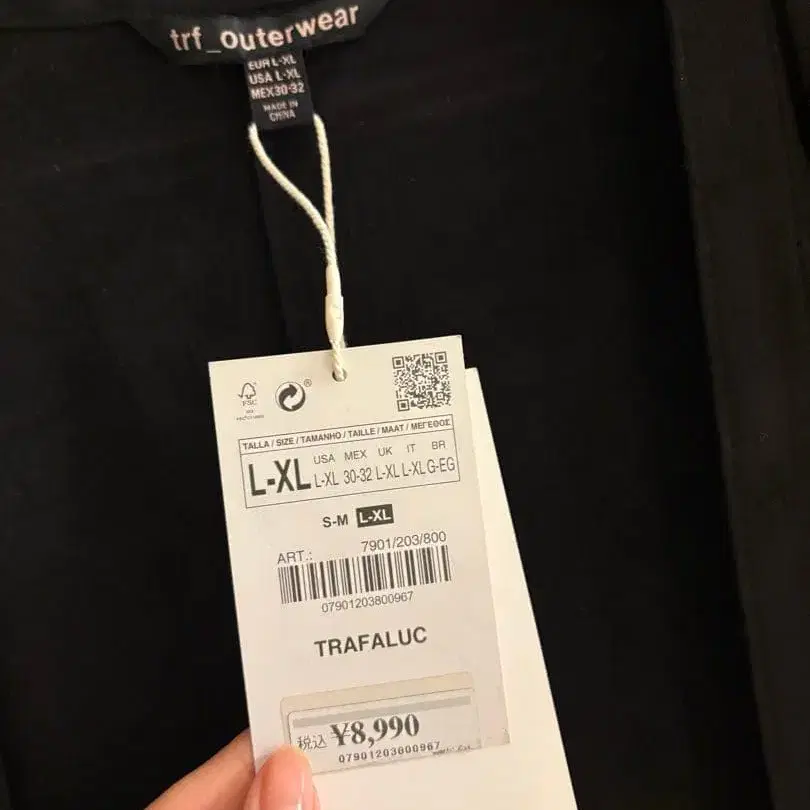 trf_outerwear
EUR L-XL
USA L-XL
MEX30-32
MADE IN
CHINA
FSC
®
TALLA / SIZE / TAMANHO / TAILLE / MAAT / ΜΕΓΕΘΟΣ
USA MEX UK IT BR
L-XL L-XL 30-32 L-XL L-XL G-EG
S-M L-XL
ART.: 7901/203/800
07901203800967
TRAFALUC
税込 ¥8,990
07901203000967